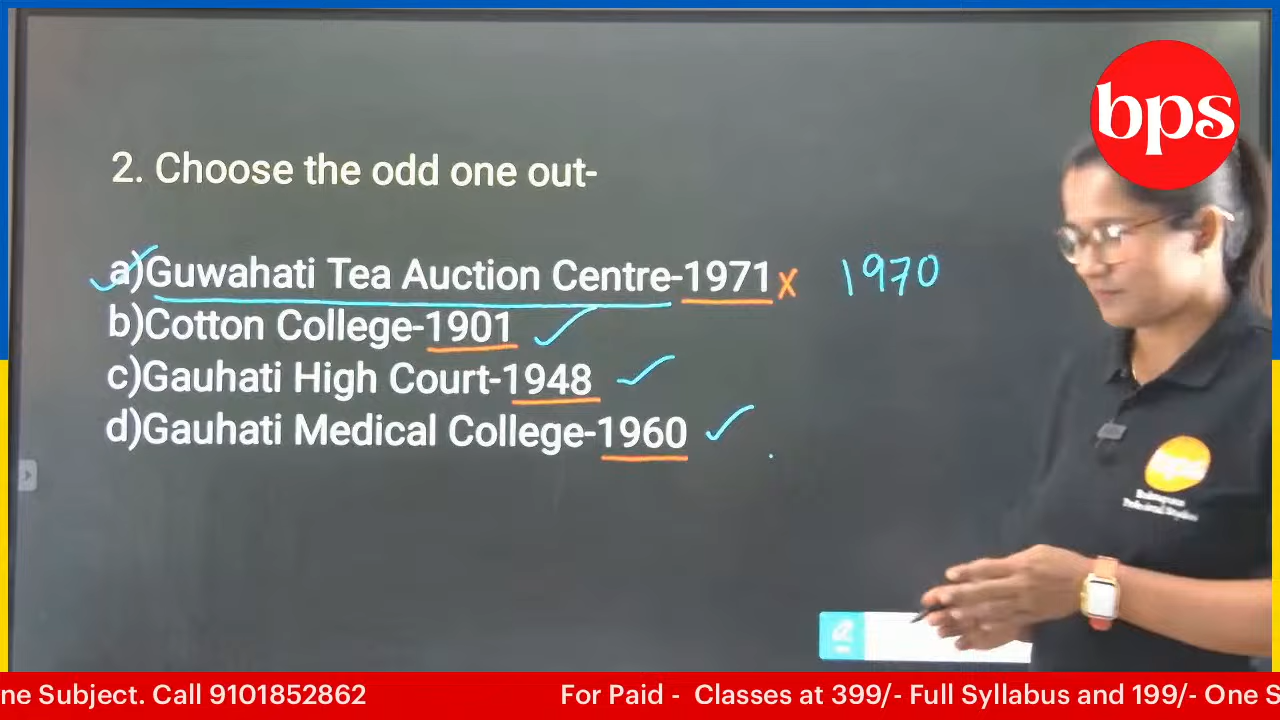 bps
2. Choose the odd one out-
a)Guwahati Tea Auction Centre-1971 x 1970
b)Cotton College-1901
c)Gauhati High Court-1948
d)Gauhati Medical College-1960
bps
ne Subject. Call 9101852862 For Paid - Classes at 399/- Full Syllabus and 199/- One S